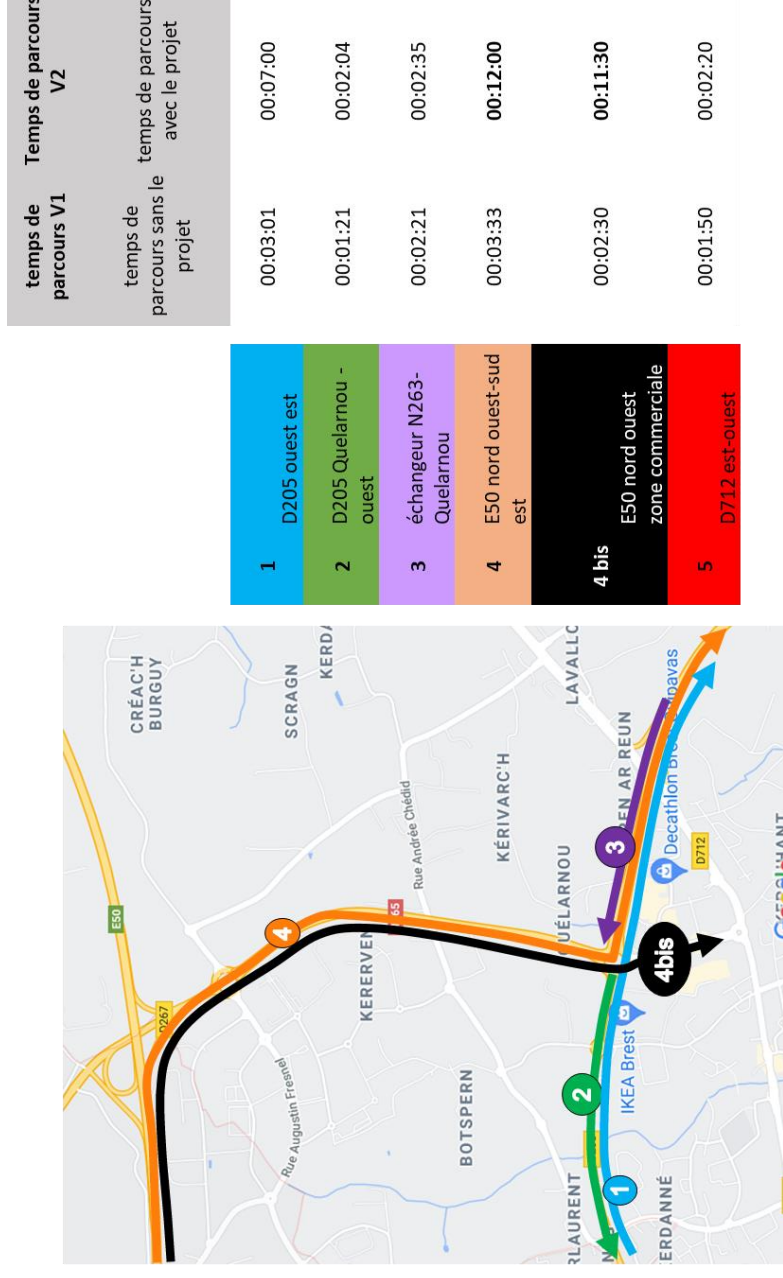 temps de
parcours V1
Temps de parcours
V2
temps de
parcours sans le
projet
temps de parcours
avec le projet
1
D205 ouest est
00:03:01
00:07:00
2
D205 Quelarnou -
ouest
00:01:21
00:02:04
3
échangeur N263-
Quelarnou
00:02:21
00:02:35
4
E50 nord ouest-sud
est
00:03:33
00:12:00
4 bis
E50 nord ouest
zone commerciale
00:02:30
00:11:30
5
D712 est-ouest
00:01:50
00:02:20
CRÉAC'H
BURGUY
E50
D267
SCRAGN
4
Rue Augustin Fresnel
65
Rue Andrée Chédid
KERERVEN
KÉRIVARC'H
BOTSPERN
3
2
IKEA Brest
4bis
Decathlon
D712
1